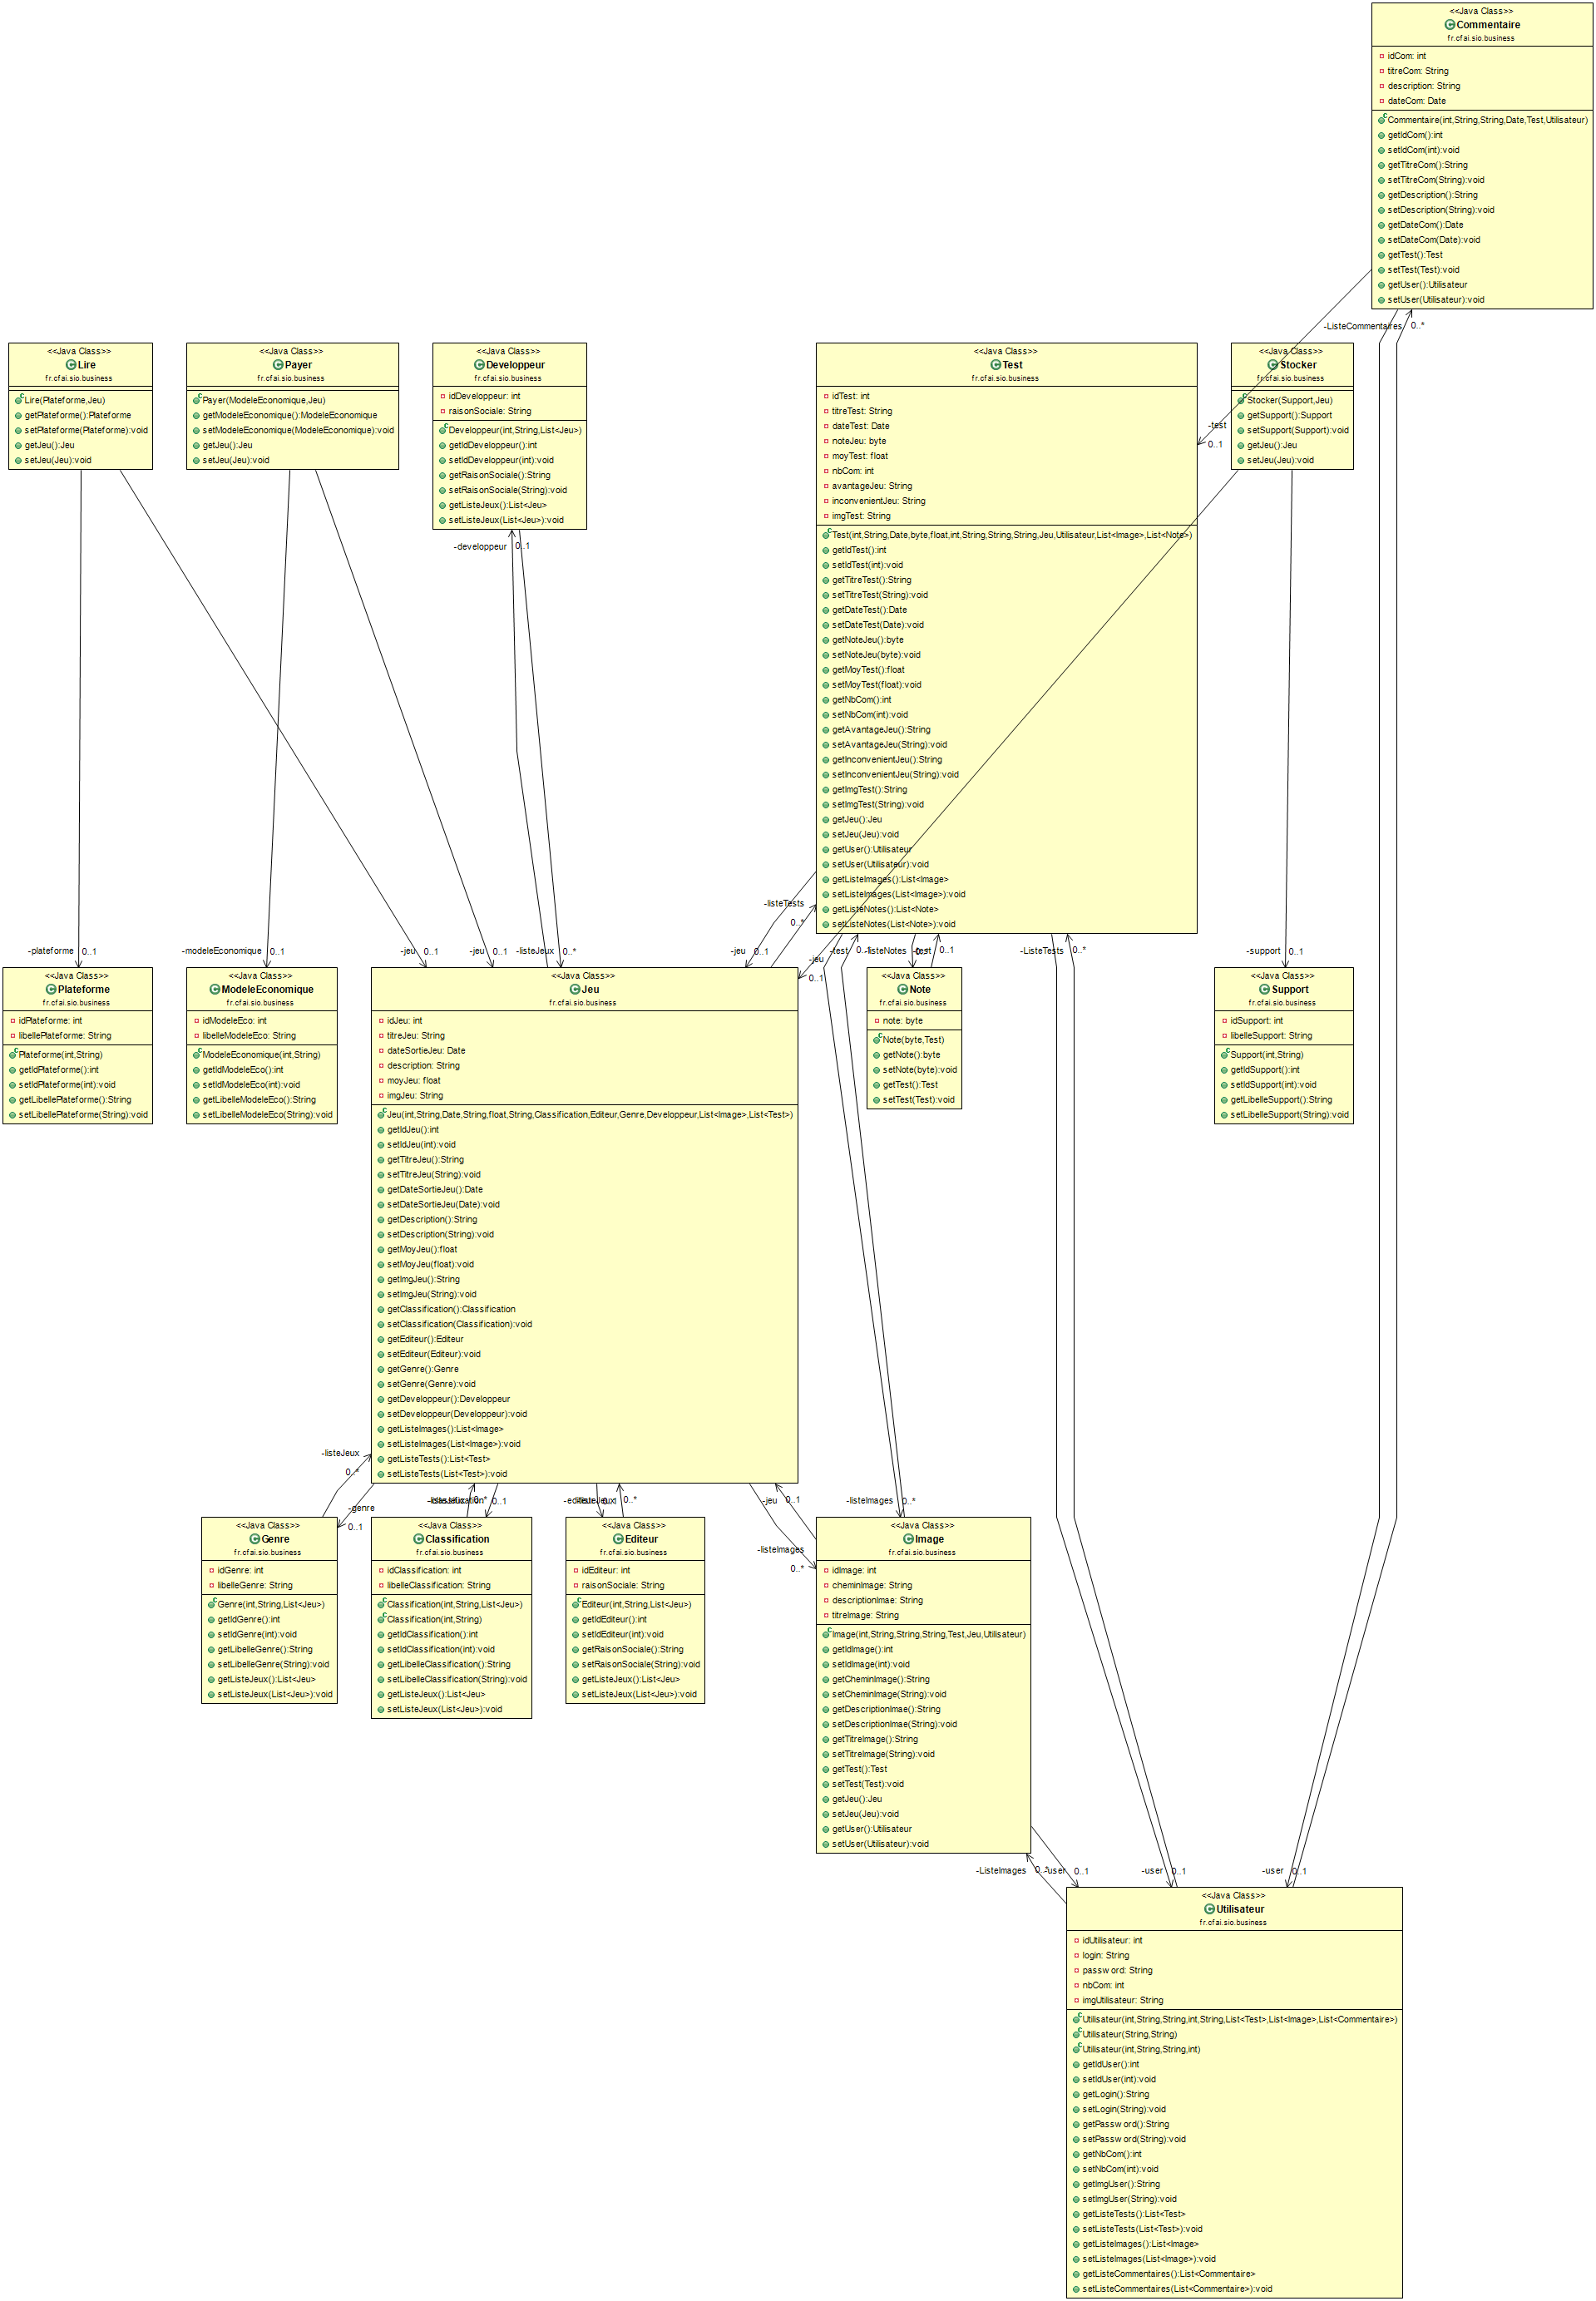 <<Java Class>>
Commentaire
fr.cfai.sio.business
idCom: int
titreCom: String
description: String
dateCom: Date
Commentaire(int,String,String,Date,Test,Utilisateur)
getIdCom():int
setIdCom(int):void
getTitreCom():String
setTitreCom(String):void
getDescription():String
setDescription(String):void
getDateCom():Date
setDateCom(Date):void
getTest():Test
setTest(Test):void
getUser():Utilisateur
setUser(Utilisateur):void
-ListeCommentaires 0..*
<<Java Class>>
Lire
fr.cfai.sio.business
Lire(Plateforme,Jeu)
getPlateforme():Plateforme
setPlateforme(Plateforme):void
getJeu():Jeu
setJeu(Jeu):void
<<Java Class>>
Payer
fr.cfai.sio.business
Payer(ModeleEconomique,Jeu)
getModeleEconomique():ModeleEconomique
setModeleEconomique(ModeleEconomique):void
getJeu():Jeu
setJeu(Jeu):void
<<Java Class>>
Developpeur
fr.cfai.sio.business
idDeveloppeur: int
raisonSociale: String
Developpeur(int,String,List<Jeu>)
getIdDeveloppeur():int
setIdDeveloppeur(int):void
getRaisonSociale():String
setRaisonSociale(String):void
getListeJeux():List<Jeu>
setListeJeux(List<Jeu>):void
-developpeur 0..1
<<Java Class>>
Test
fr.cfai.sio.business
idTest: int
titreTest: String
dateTest: Date
noteJeu: byte
moyTest: float
nbCom: int
avantageJeu: String
inconvenientJeu: String
imgTest: String
Test(int,String,Date,byte,float,int,String,String,String,Jeu,Utilisateur,List<Image>,List<Note>)
getIdTest():int
setIdTest(int):void
getTitreTest():String
setTitreTest(String):void
getDateTest():Date
setDateTest(Date):void
getNoteJeu():byte
setNoteJeu(byte):void
getMoyTest():float
setMoyTest(float):void
getNbCom():int
setNbCom(int):void
getAvantageJeu():String
setAvantageJeu(String):void
getInconvenientJeu():String
setInconvenientJeu(String):void
getImgTest():String
setImgTest(String):void
getJeu():Jeu
setJeu(Jeu):void
getUser():Utilisateur
setUser(Utilisateur):void
getListeImages():List<Image>
setListeImages(List<Image>):void
getListeNotes():List<Note>
setListeNotes(List<Note>):void
-test
0..1
<<Java Class>>
Stocker
fr.cfai.sio.business
Stocker(Support,Jeu)
getSupport():Support
setSupport(Support):void
getJeu():Jeu
setJeu(Jeu):void
-listeTests
0..*
-plateforme 0..1
-modeleEconomique 0..1
-jeu 0..1
-jeu 0..1
-listeJeux 0..*
-jeu 0..1
-jeu
0..1
-test 0..1
-listeNotes
-ListeTests 0..*
-support 0..1
<<Java Class>>
Plateforme
fr.cfai.sio.business
idPlateforme: int
libellePlateforme: String
Plateforme(int,String)
getIdPlateforme():int
setIdPlateforme(int):void
getLibellePlateforme():String
setLibellePlateforme(String):void
<<Java Class>>
ModeleEconomique
fr.cfai.sio.business
idModeleEco: int
libelleModeleEco: String
ModeleEconomique(int,String)
getIdModeleEco():int
setIdModeleEco(int):void
getLibelleModeleEco():String
setLibelleModeleEco(String):void
<<Java Class>>
Jeu
fr.cfai.sio.business
idJeu: int
titreJeu: String
dateSortieJeu: Date
description: String
moyJeu: float
imgJeu: String
Jeu(int,String,Date,String,float,String,Classification,Editeur,Genre,Developpeur,List<Image>,List<Test>)
getIdJeu():int
setIdJeu(int):void
getTitreJeu():String
setTitreJeu(String):void
getDateSortieJeu():Date
setDateSortieJeu(Date):void
getDescription():String
setDescription(String):void
getMoyJeu():float
setMoyJeu(float):void
getImgJeu():String
setImgJeu(String):void
getClassification():Classification
setClassification(Classification):void
getEditeur():Editeur
setEditeur(Editeur):void
getGenre():Genre
setGenre(Genre):void
getDeveloppeur():Developpeur
setDeveloppeur(Developpeur):void
getListeImages():List<Image>
setListeImages(List<Image>):void
getListeTests():List<Test>
setListeTests(List<Test>):void
<<Java Class>>
Note
fr.cfai.sio.business
note: byte
Note(byte,Test)
getNote():byte
setNote(byte):void
getTest():Test
setTest(Test):void
<<Java Class>>
Support
fr.cfai.sio.business
idSupport: int
libelleSupport: String
Support(int,String)
getIdSupport():int
setIdSupport(int):void
getLibelleSupport():String
setLibelleSupport(String):void
-listeJeux
0..*
-genre
0..1
0..1
0..*
-jeu 0..1
-listeImages 0..*
-listeImages
0..*
<<Java Class>>
Genre
fr.cfai.sio.business
idGenre: int
libelleGenre: String
Genre(int,String,List<Jeu>)
getIdGenre():int
setIdGenre(int):void
getLibelleGenre():String
setLibelleGenre(String):void
getListeJeux():List<Jeu>
setListeJeux(List<Jeu>):void
<<Java Class>>
Classification
fr.cfai.sio.business
idClassification: int
libelleClassification: String
Classification(int,String,List<Jeu>)
Classification(int,String)
getIdClassification():int
setIdClassification(int):void
getLibelleClassification():String
setLibelleClassification(String):void
getListeJeux():List<Jeu>
setListeJeux(List<Jeu>):void
<<Java Class>>
Editeur
fr.cfai.sio.business
idEditeur: int
raisonSociale: String
Editeur(int,String,List<Jeu>)
getIdEditeur():int
setIdEditeur(int):void
getRaisonSociale():String
setRaisonSociale(String):void
getListeJeux():List<Jeu>
setListeJeux(List<Jeu>):void
<<Java Class>>
Image
fr.cfai.sio.business
idImage: int
cheminImage: String
descriptionImae: String
titreImage: String
Image(int,String,String,String,Test,Jeu,Utilisateur)
getIdImage():int
setIdImage(int):void
getCheminImage():String
setCheminImage(String):void
getDescriptionImae():String
setDescriptionImae(String):void
getTitreImage():String
setTitreImage(String):void
getTest():Test
setTest(Test):void
getJeu():Jeu
setJeu(Jeu):void
getUser():Utilisateur
setUser(Utilisateur):void
-ListeImages 0..*
-user 0..1
-user 0..1
-user 0..1
<<Java Class>>
Utilisateur
fr.cfai.sio.business
idUtilisateur: int
login: String
password: String
nbCom: int
imgUtilisateur: String
Utilisateur(int,String,String,int,String,List<Test>,List<Image>,List<Commentaire>)
Utilisateur(String,String)
Utilisateur(int,String,String,int)
getIdUser():int
setIdUser(int):void
getLogin():String
setLogin(String):void
getPassword():String
setPassword(String):void
getNbCom():int
setNbCom(int):void
getImgUser():String
setImgUser(String):void
getListeTests():List<Test>
setListeTests(List<Test>):void
getListeImages():List<Image>
setListeImages(List<Image>):void
getListeCommentaires():List<Commentaire>
setListeCommentaires(List<Commentaire>):void